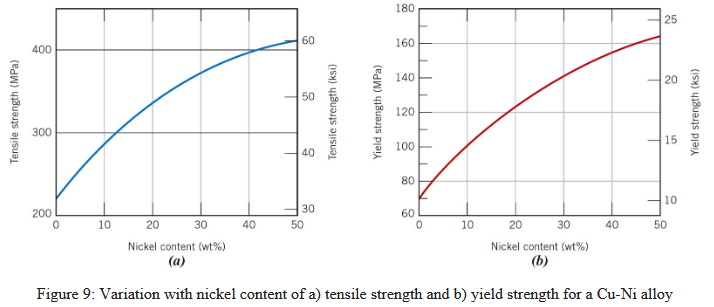 400
300
200
Tensile strength (MPa)
60
50
40
30
Tensile strength (ksi)
0 10 20 30 40 50
Nickel content (wt%)
(a)
180
160
140
120
100
80
60
Yield strength (MPa)
25
20
15
10
Yield strength (ksi)
0 10 20 30 40 50
Nickel content (wt%)
(b)
Figure 9: Variation with nickel content of a) tensile strength and b) yield strength for a Cu-Ni alloy